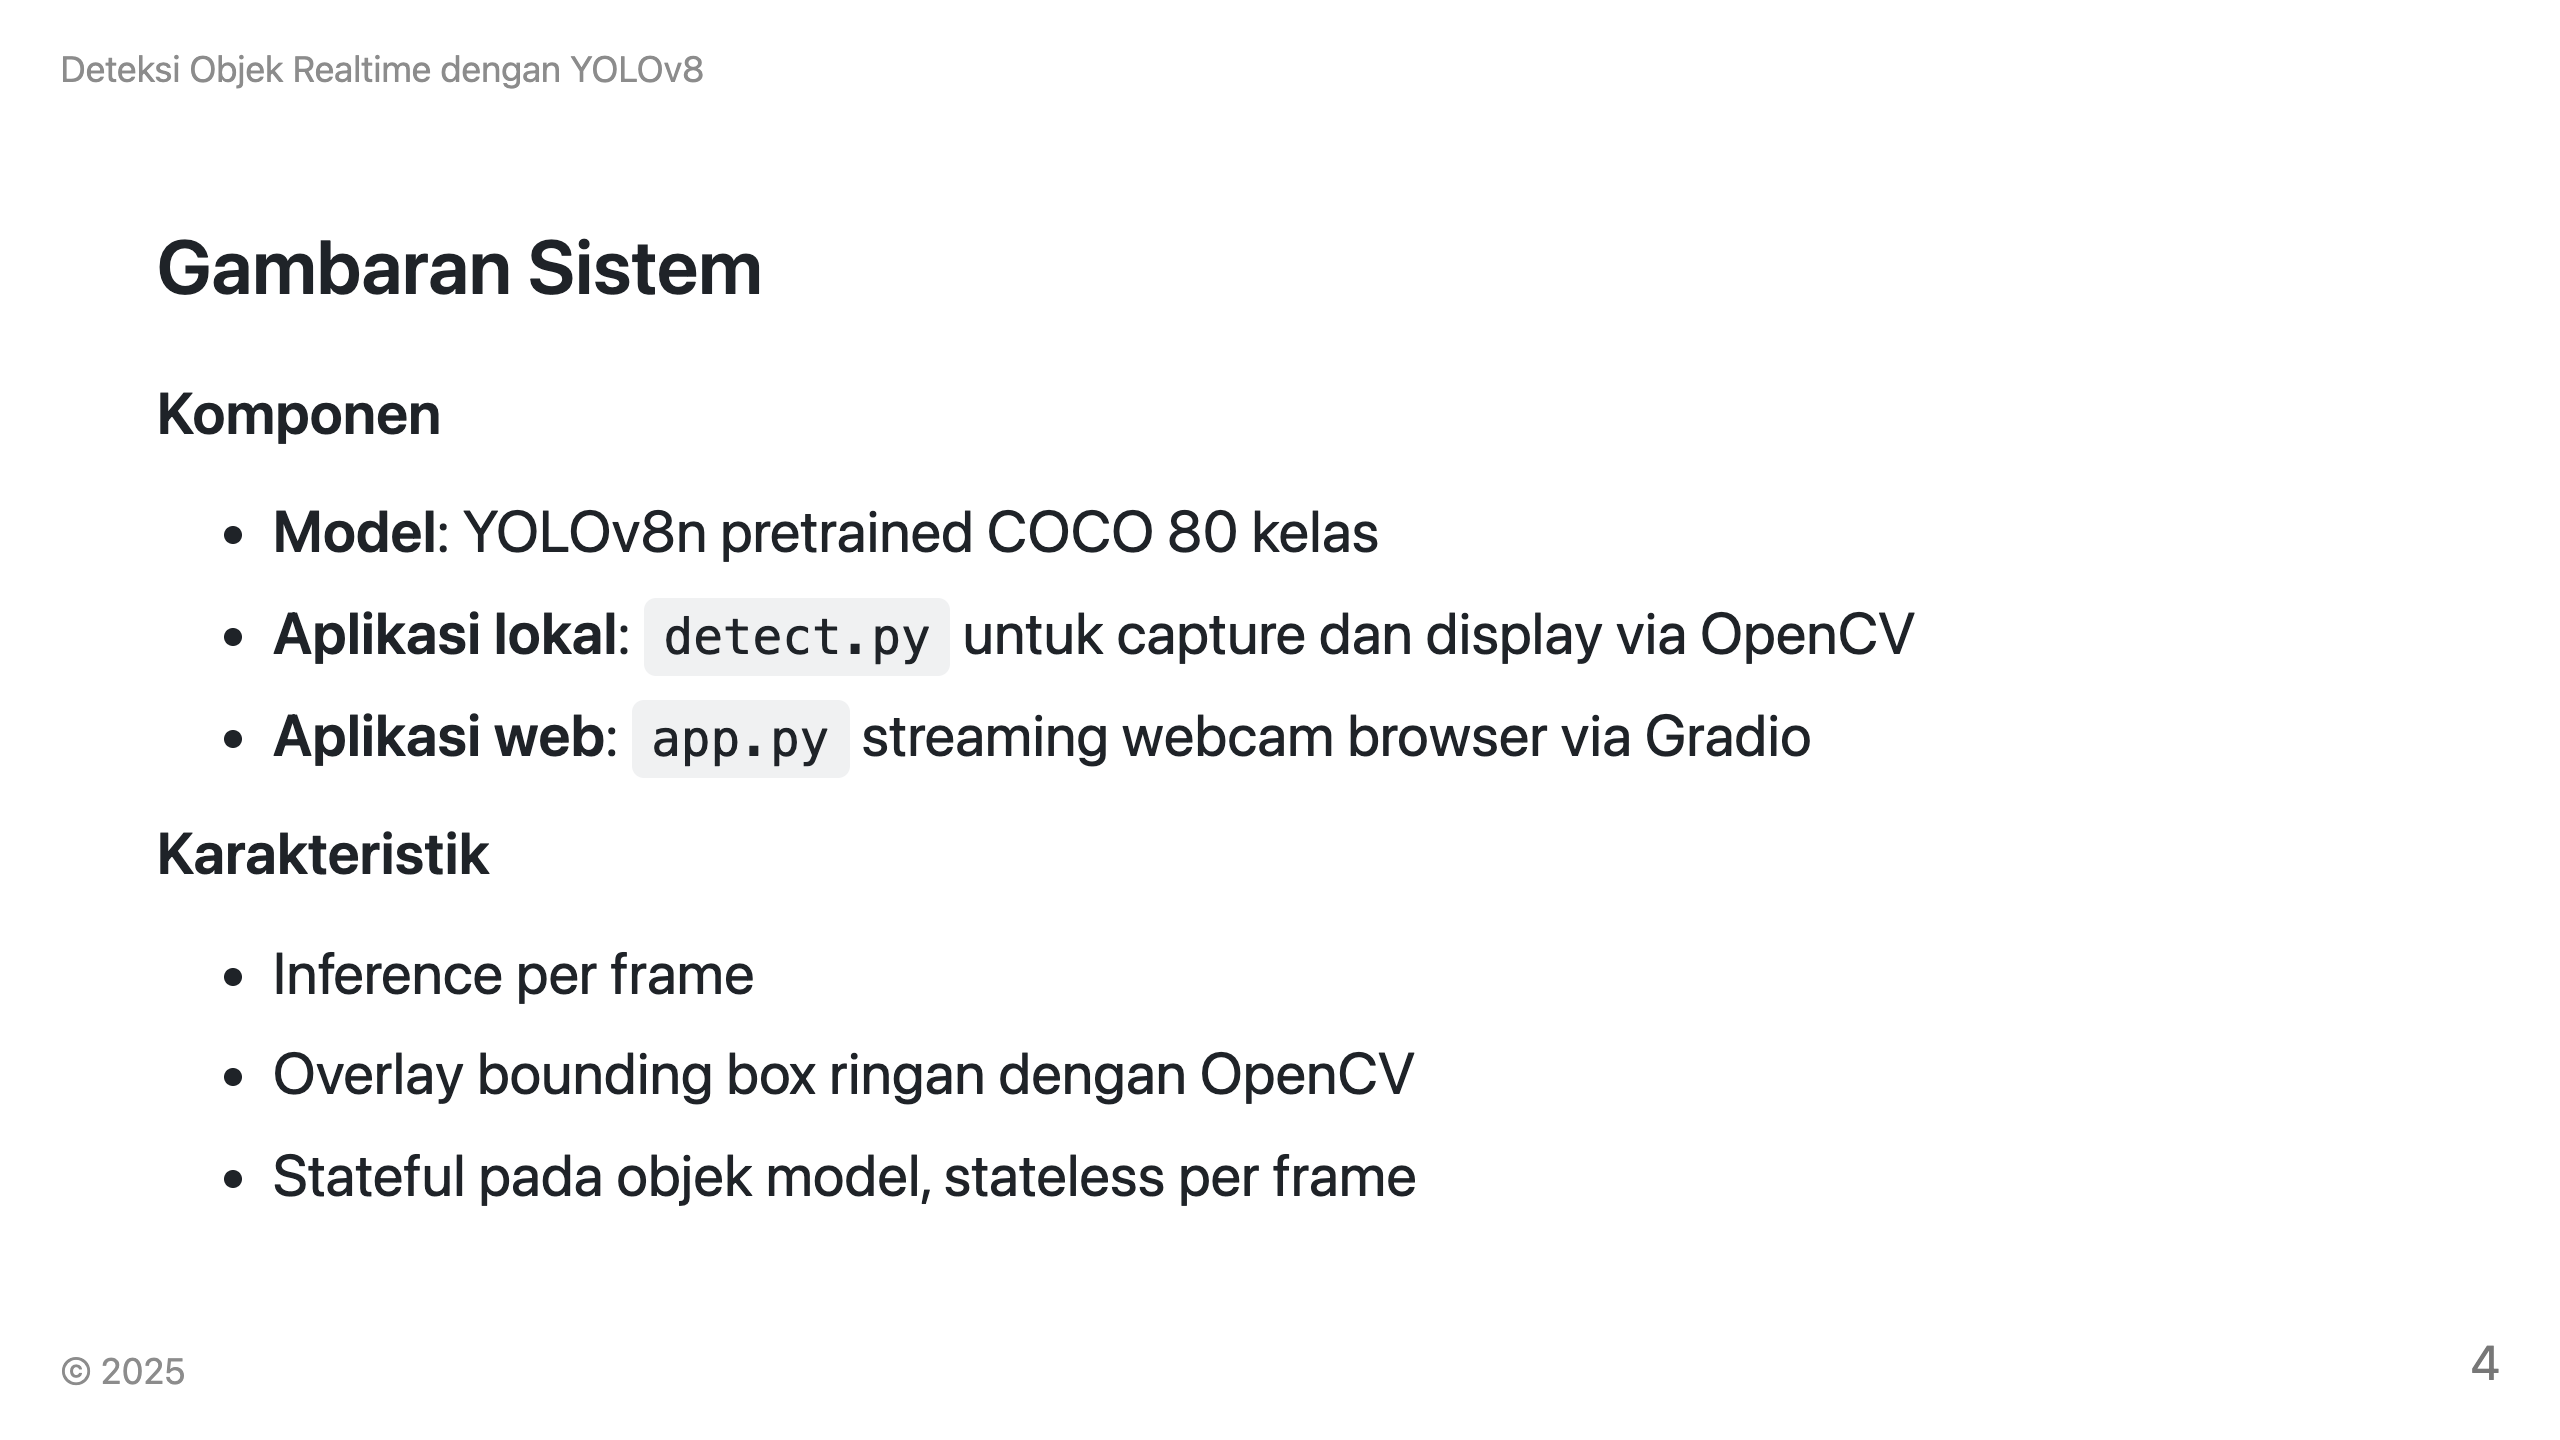 Deteksi Objek Realtime dengan YOLOv8
Gambaran Sistem
Komponen
• Model: YOLOv8n pretrained COCO 80 kelas
• Aplikasi lokal: detect.py untuk capture dan display via OpenCV
• Aplikasi web: app.py streaming webcam browser via Gradio
Karakteristik
• Inference per frame
• Overlay bounding box ringan dengan OpenCV
• Stateful pada objek model, stateless per frame
© 2025
4